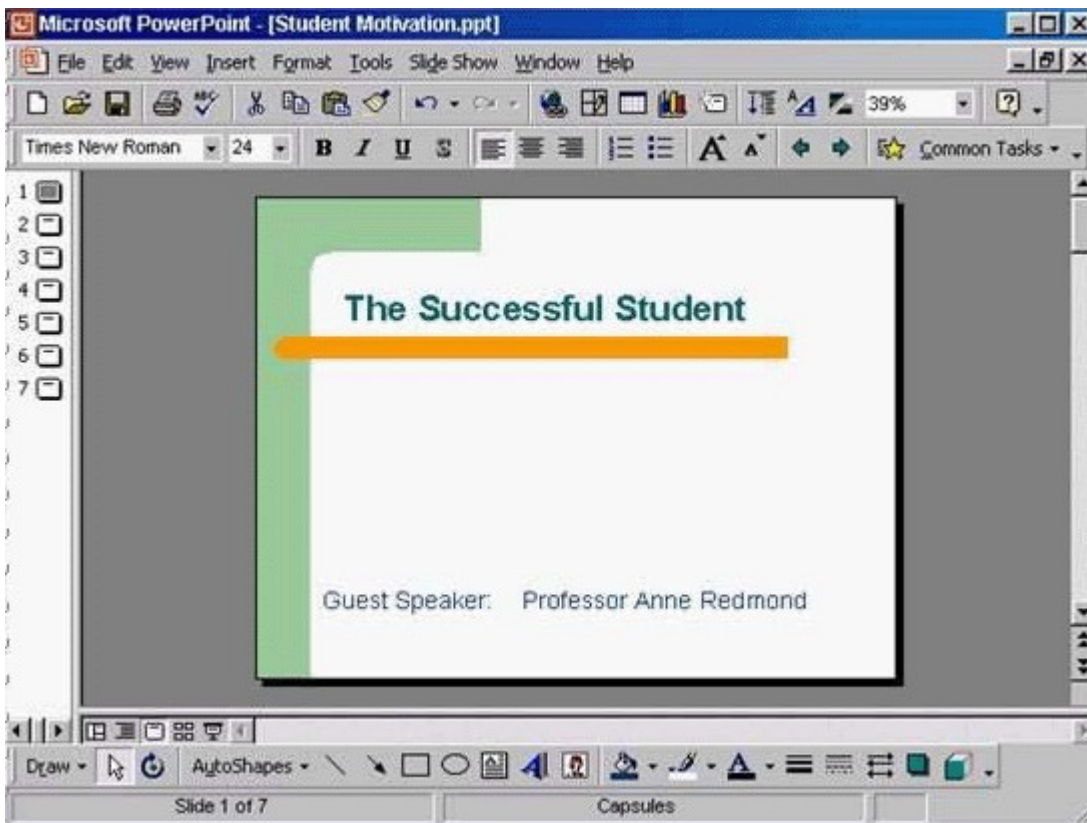 Microsoft PowerPoint - [Student Motivation.ppt]
File Edit View Insert Format Tools Slide Show Window Help
39%
Times New Roman 24 B I U S Common Tasks
1
2
3
4
5
6
7
The Successful Student
Guest Speaker: Professor Anne Redmond
Draw AutoShapes
Slide 1 of 7 Capsules